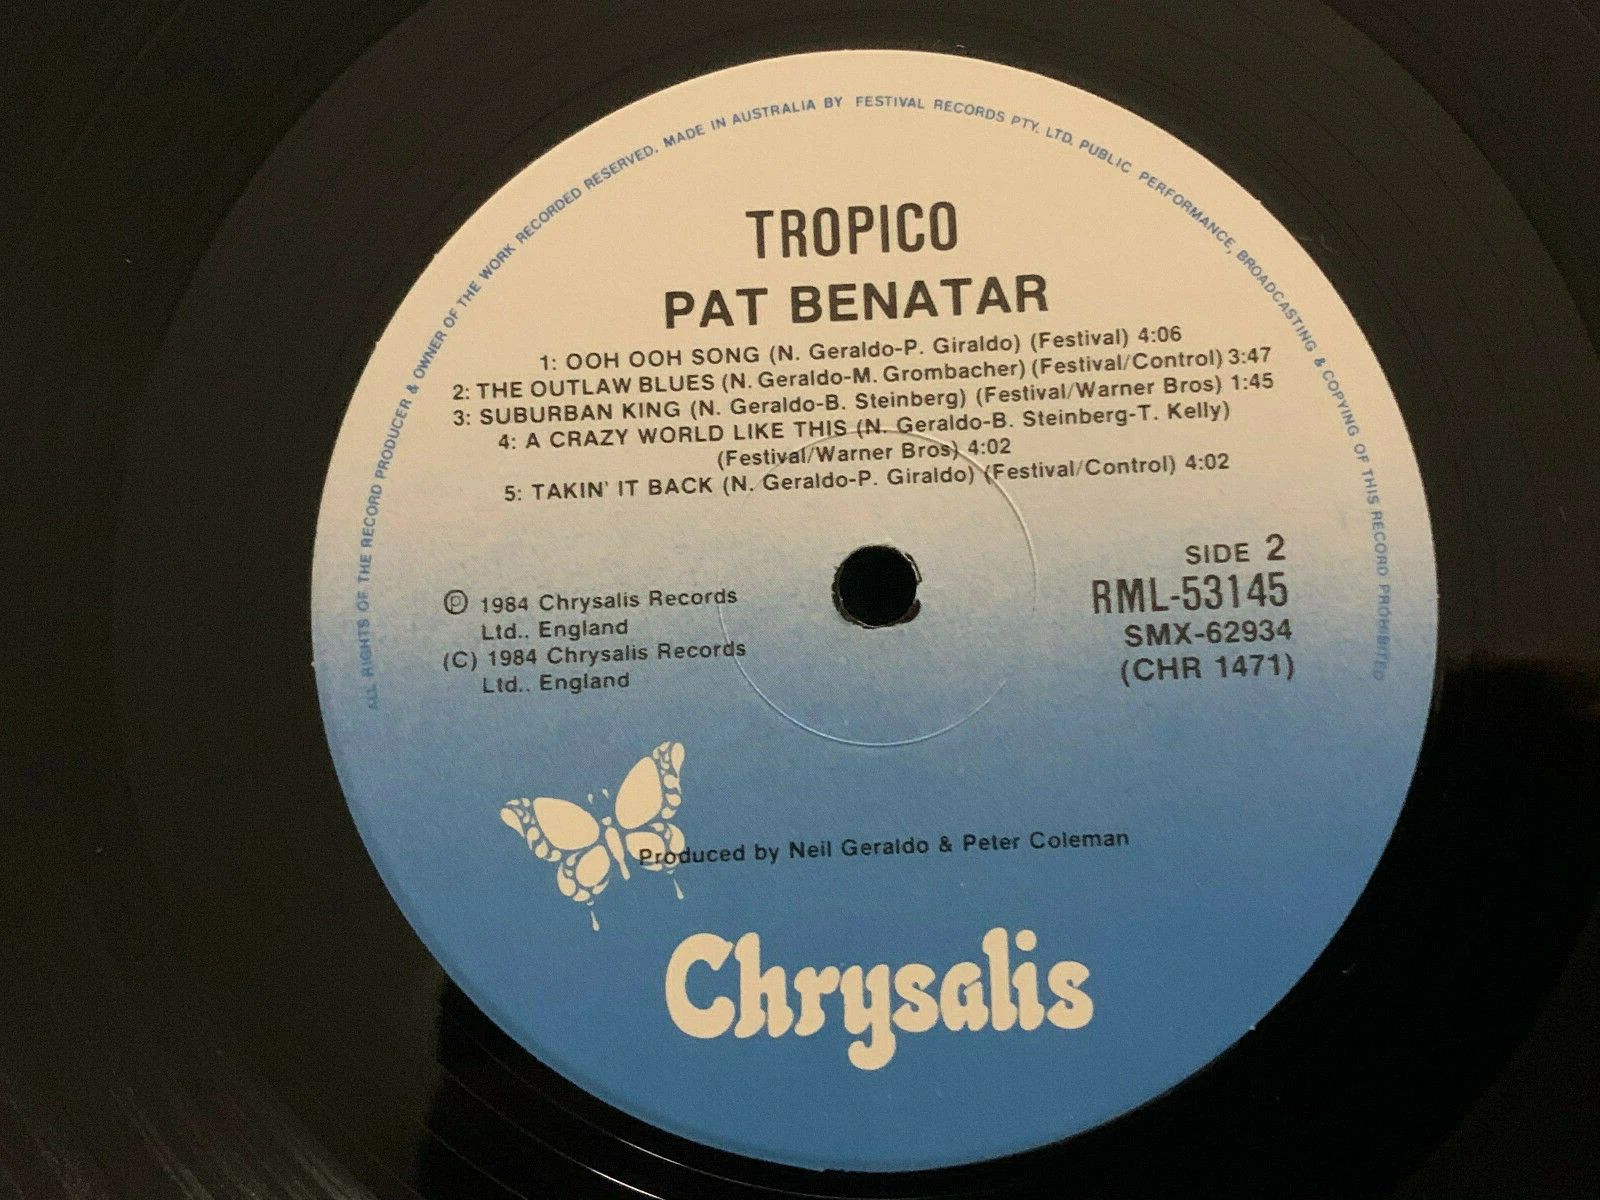 ALL RIGHTS OF THE RECORD PRODUCER & OWNER OF THE WORK RECORDED RESERVED. MADE IN AUSTRALIA BY FESTIVAL RECORDS PTY. LTD. PUBLIC PERFORMANCE, BROADCASTING & COPYING OF THIS RECORD PROHIBITED
TROPICO
PAT BENATAR
1: OOH OOH SONG (N. Geraldo-P. Giraldo) (Festival) 4:06
2: THE OUTLAW BLUES (N. Geraldo-M. Grombacher) (Festival/Control) 3:47
3: SUBURBAN KING (N. Geraldo-B. Steinberg) (Festival/Warner Bros) 1:45
4: A CRAZY WORLD LIKE THIS (N. Geraldo-B. Steinberg-T. Kelly)
(Festival/Warner Bros) 4:02
5: TAKIN' IT BACK (N. Geraldo-P. Giraldo) (Festival/Control) 4:02
SIDE 2
RML-53145
SMX-62934
(CHR 1471)
℗ 1984 Chrysalis Records
Ltd., England
(C) 1984 Chrysalis Records
Ltd., England
Produced by Neil Geraldo & Peter Coleman
Chrysalis